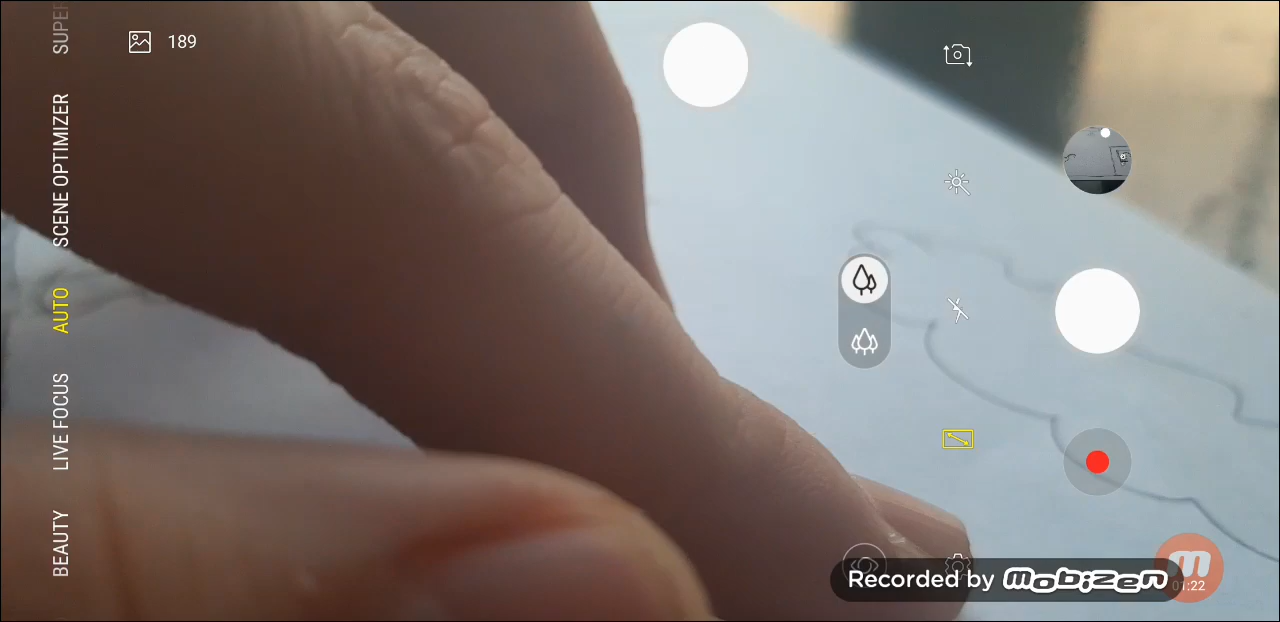 SUPER
SCENE OPTIMIZER
AUTO
LIVE FOCUS
BEAUTY
189
Recorded by mobizen
01:22